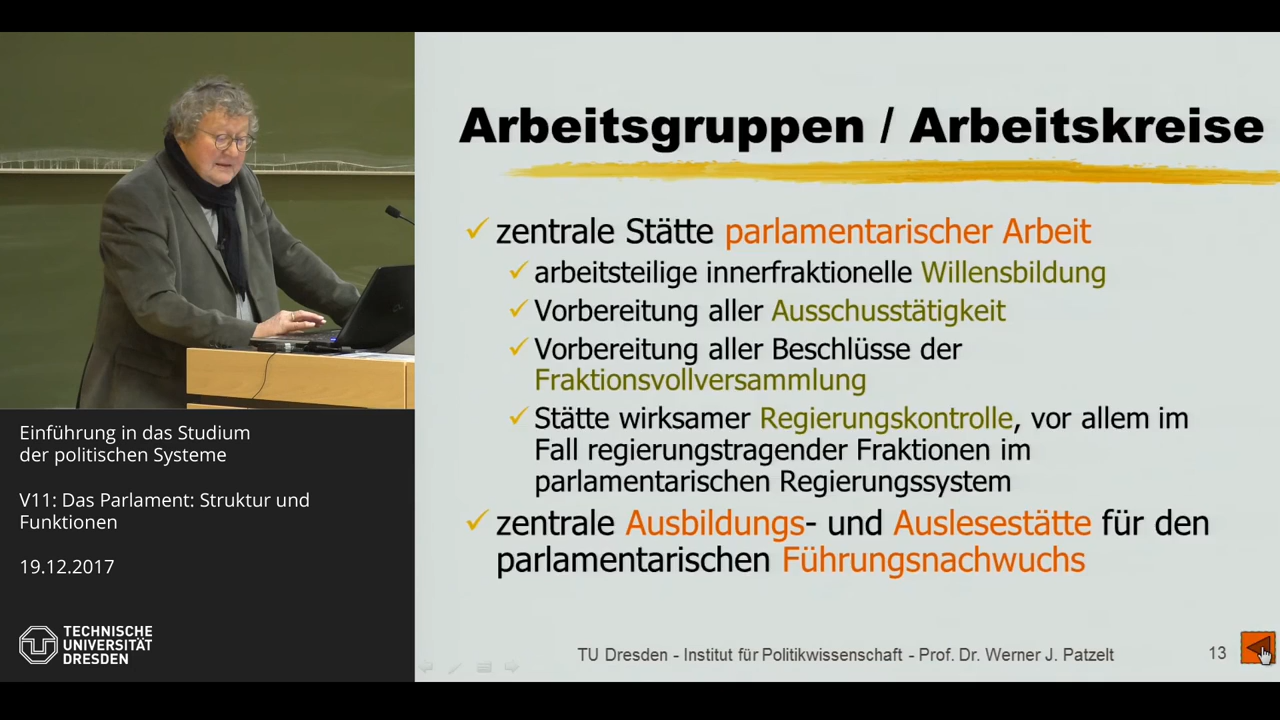 Arbeitsgruppen / Arbeitskreise
zentrale Stätte parlamentarischer Arbeit
arbeitsteilige innerfraktionelle Willensbildung
Vorbereitung aller Ausschusstätigkeit
Vorbereitung aller Beschlüsse der
Fraktionsvollversammlung
Stätte wirksamer Regierungskontrolle, vor allem im
Fall regierungstragender Fraktionen im
parlamentarischen Regierungssystem
zentrale Ausbildungs- und Auslesestätte für den
parlamentarischen Führungsnachwuchs
TU Dresden - Institut für Politikwissenschaft - Prof. Dr. Werner J. Patzelt
13
Einführung in das Studium
der politischen Systeme
V11: Das Parlament: Struktur und
Funktionen
19.12.2017
TECHNISCHE
UNIVERSITÄT
DRESDEN